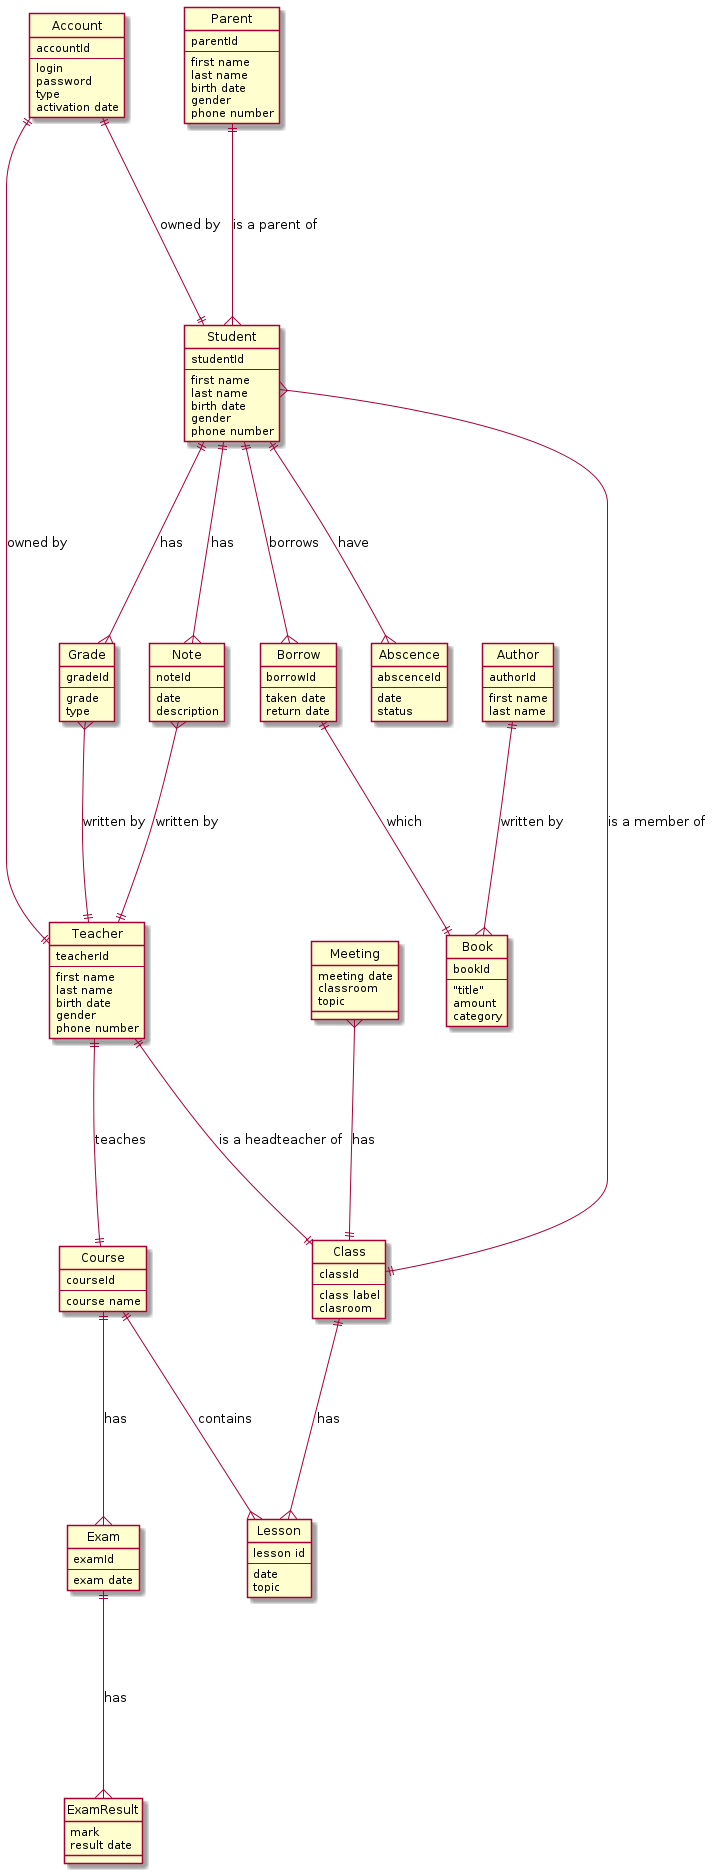 Account
accountId
login
password
type
activation date
Parent
parentId
first name
last name
birth date
gender
phone number
owned by
is a parent of
Student
studentId
first name
last name
birth date
gender
phone number
owned by
has
has
borrows
have
Grade
gradeId
grade
type
Note
noteId
date
description
Borrow
borrowId
taken date
return date
Abscence
abscenceId
date
status
Author
authorId
first name
last name
written by
written by
which
written by
is a member of
Teacher
teacherId
first name
last name
birth date
gender
phone number
Meeting
meeting date
classroom
topic
Book
bookId
"title"
amount
category
teaches
is a headteacher of
has
Course
courseId
course name
Class
classId
class label
clasroom
has
contains
has
Exam
examId
exam date
Lesson
lesson id
date
topic
has
ExamResult
mark
result date